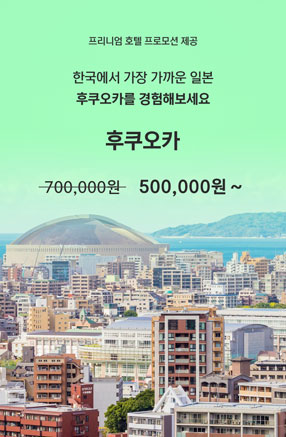 프리니엄 호텔 프로모션 제공
한국에서 가장 가까운 일본
후쿠오카를 경험해보세요
후쿠오카
700,000원 500,000원 ~